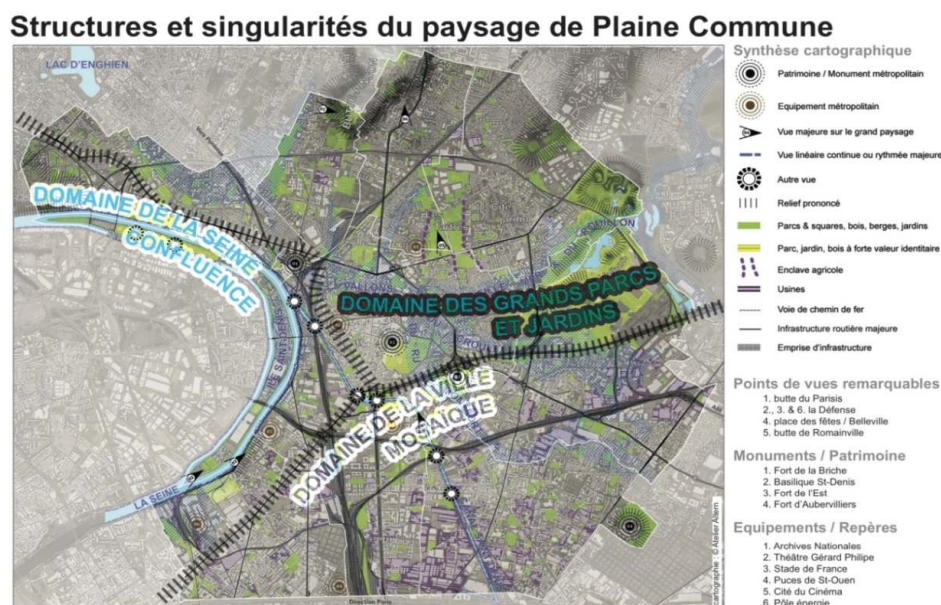 Structures et singularités du paysage de Plaine Commune
LAC D'ENGHIEN
DOMAINE DE LA SEINE
CONFLUENCE
DOMAINE DES GRANDS PARCS
ET JARDINS
DOMAINE DE LA VILLE
MOSAÏQUE
LA SEINE
Direction Paris
cartographie : © Atelier Altern
Synthèse cartographique
Patrimoine / Monument métropolitain
Equipement métropolitain
Vue majeure sur le grand paysage
Vue linéaire continue ou rythmée majeure
Autre vue
Relief prononcé
Parcs & squares, bois, berges, jardins
Parc, jardin, bois à forte valeur identitaire
Enclave agricole
Usines
Voie de chemin de fer
Infrastructure routière majeure
Emprise d'infrastructure
Points de vues remarquables
1. butte du Parisis
2., 3. & 6. la Défense
4. place des fêtes / Belleville
5. butte de Romainville
Monuments / Patrimoine
1. Fort de la Briche
2. Basilique St-Denis
3. Fort de l'Est
4. Fort d'Aubervilliers
Equipements / Repères
1. Archives Nationales
2. Théâtre Gérard Philipe
3. Stade de France
4. Puces de St-Ouen
5. Cité du Cinéma
6. Pôle énergie